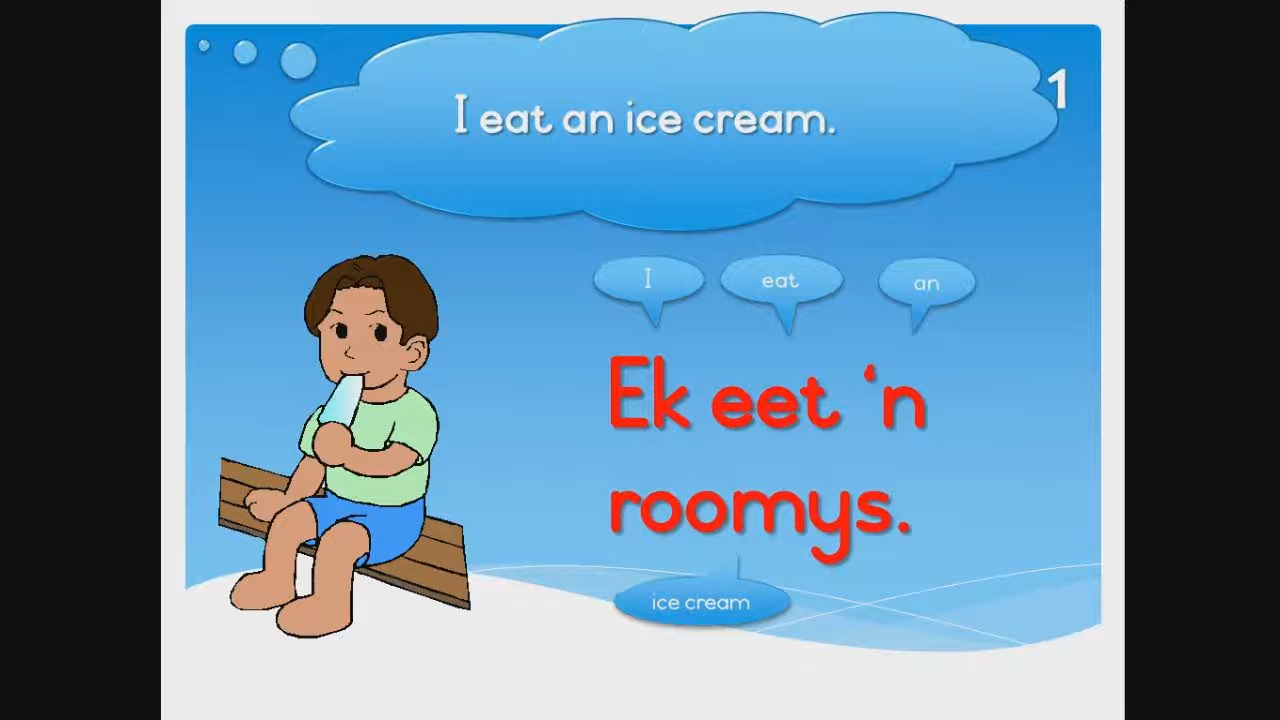 I eat an ice cream.
1
I eat an
Ek eet ‘n
roomys.
ice cream